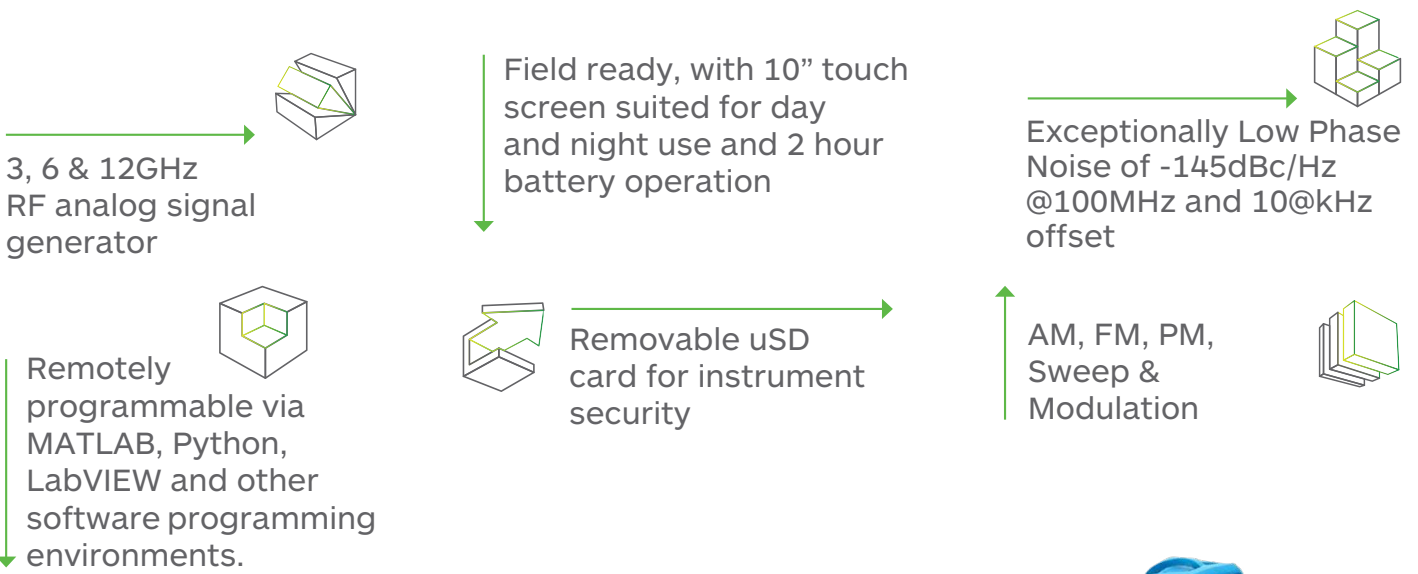 3, 6 & 12GHz
RF analog signal
generator
Field ready, with 10” touch
screen suited for day
and night use and 2 hour
battery operation
Exceptionally Low Phase
Noise of -145dBc/Hz
@100MHz and 10@kHz
offset
Remotely
programmable via
MATLAB, Python,
LabVIEW and other
software programming
environments.
Removable uSD
card for instrument
security
AM, FM, PM,
Sweep &
Modulation